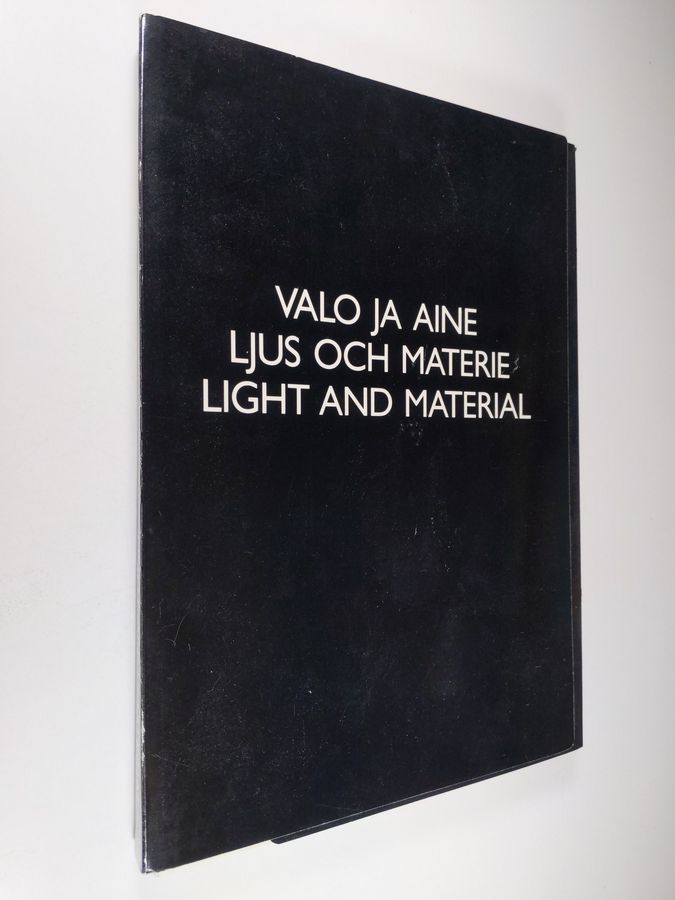 VALO JA AINE
LJUS OCH MATERIE
LIGHT AND MATERIAL